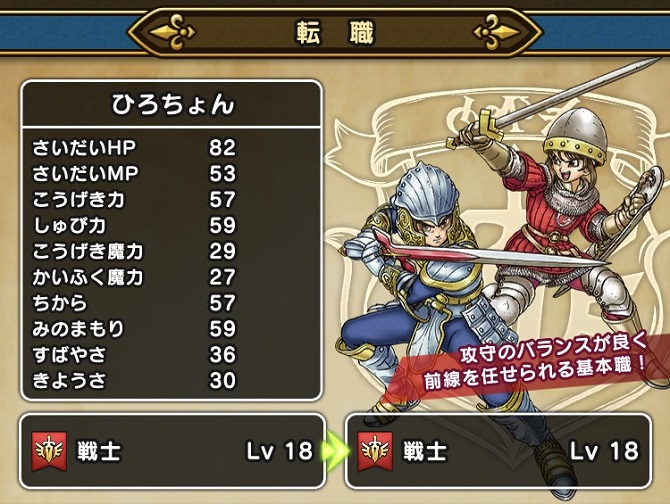 転職
ひろちょん
さいだいHP 82
さいだいMP 53
こうげき力 57
しゅび力 59
こうげき魔力 29
かいふく魔力 27
ちから 57
みのまもり 59
すばやさ 36
きようさ 30
攻守のバランスが良く
前線を任せられる基本職！
戦士 Lv 18
戦士 Lv 18